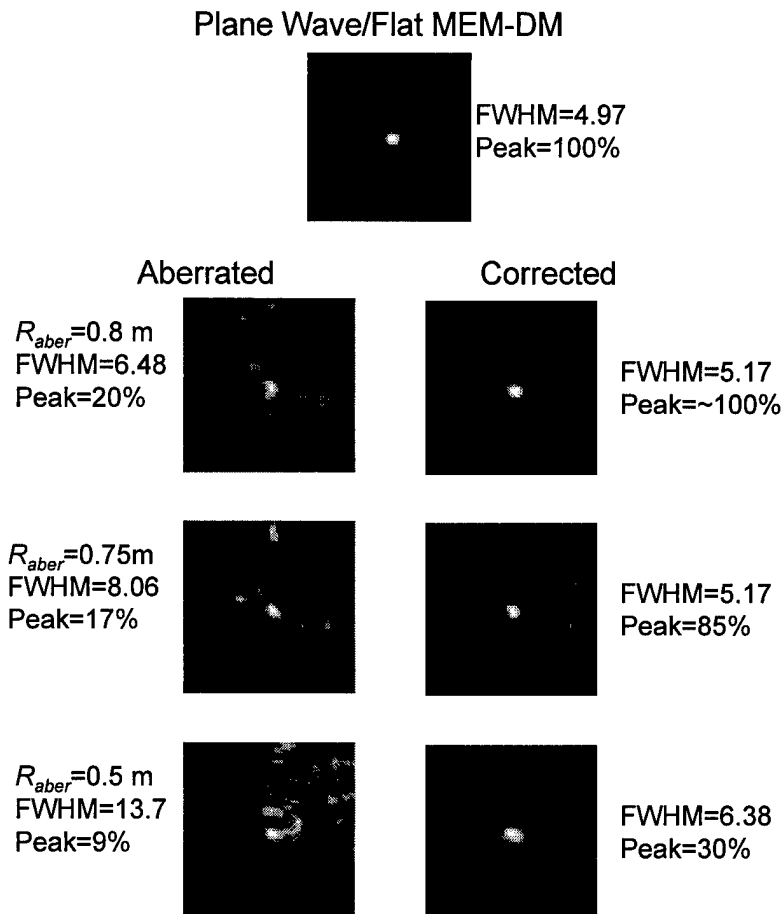 Plane Wave/Flat MEM-DM
FWHM=4.97
Peak=100%
Aberrated
Corrected
R_aber=0.8 m
FWHM=6.48
Peak=20%
FWHM=5.17
Peak=~100%
R_aber=0.75m
FWHM=8.06
Peak=17%
FWHM=5.17
Peak=85%
R_aber=0.5 m
FWHM=13.7
Peak=9%
FWHM=6.38
Peak=30%